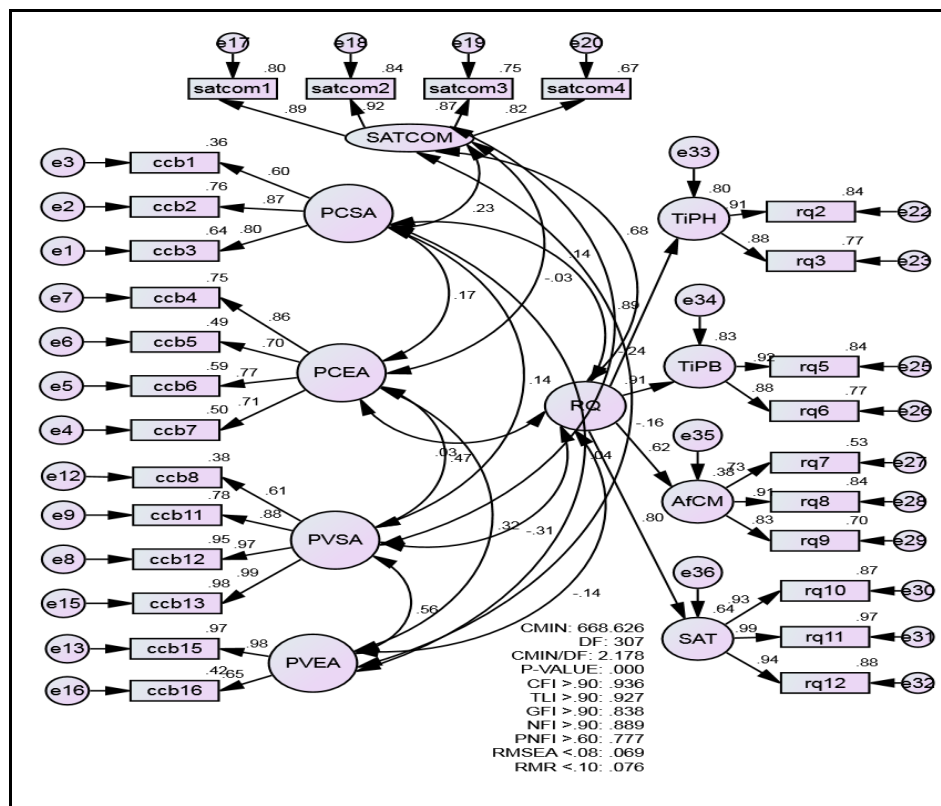 e17 e18 e19 e20
.80 .84 .75 .67
satcom1 satcom2 satcom3 satcom4
.89 .92 .87 .82
SATCOM
e3 .36 ccb1 .60
e2 .76 ccb2 .87
e1 .64 ccb3 .80
PCSA
.23 .14 .68
-.03 .17 .89
e33
.80
TiPH
.91 rq2 .84 e22
.88 rq3 .77 e23
e7 .75 ccb4 .86
e6 .49 ccb5 .70
e5 .59 ccb6 .77
e4 .50 ccb7 .71
PCEA
.14 RQ -.24 .91
e34
.83
TiPB
.92 rq5 .84 e25
.88 rq6 .77 e26
.03 .47 .04 -.16 .62
e35
.38
AfCM
.73 rq7 .53 e27
.91 rq8 .84 e28
.83 rq9 .70 e29
e12 .38 ccb8 .61
e9 .78 ccb11 .88
e8 .95 ccb12 .97
e15 .98 ccb13 .99
PVSA
.32 -.31 .80
.56 -.14
e36
.64
SAT
.93 rq10 .87 e30
.99 rq11 .97 e31
.94 rq12 .88 e32
e13 .97 ccb15 .98
e16 .42 ccb16 .65
PVEA
CMIN: 668.626
DF: 307
CMIN/DF: 2.178
P-VALUE: .000
CFI >.90: .936
TLI >.90: .927
GFI >.90: .838
NFI >.90: .889
PNFI >.60: .777
RMSEA <.08: .069
RMR <.10: .076